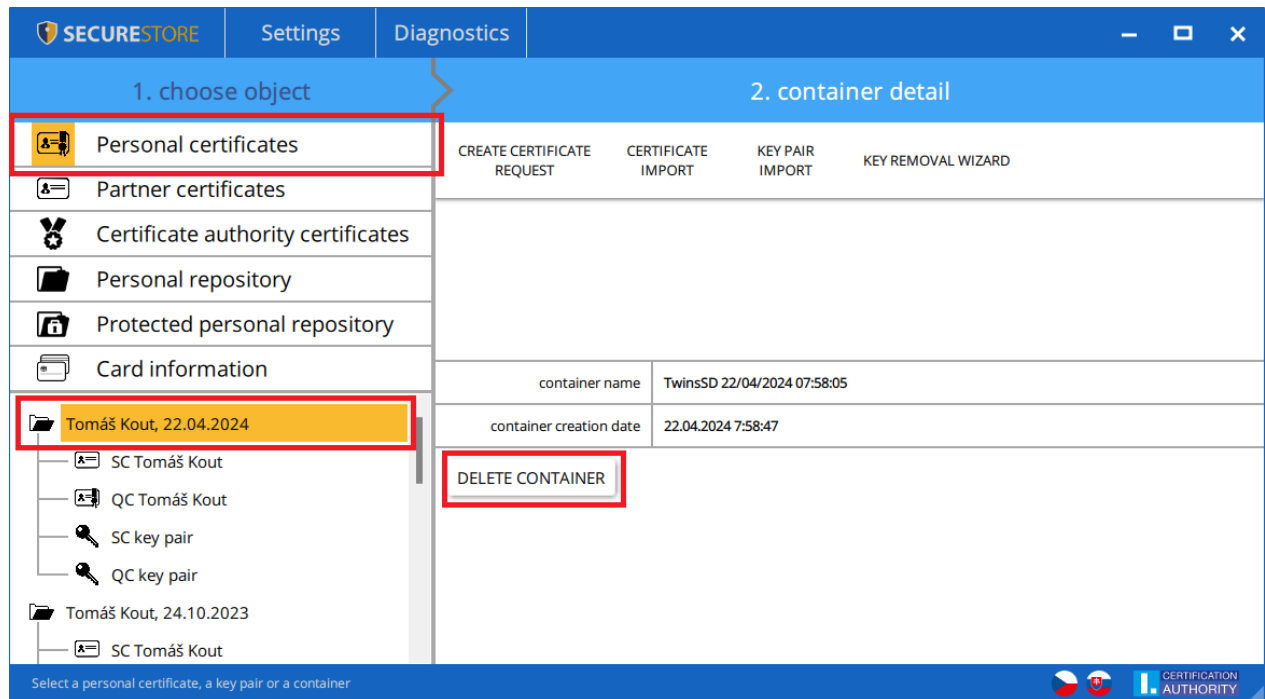 SECURESTORE Settings Diagnostics
1. choose object
2. container detail
Personal certificates
Partner certificates
Certificate authority certificates
Personal repository
Protected personal repository
Card information
Tomáš Kout, 22.04.2024
SC Tomáš Kout
QC Tomáš Kout
SC key pair
QC key pair
Tomáš Kout, 24.10.2023
SC Tomáš Kout
CREATE CERTIFICATE
REQUEST
CERTIFICATE
IMPORT
KEY PAIR
IMPORT
KEY REMOVAL WIZARD
container name TwinsSD 22/04/2024 07:58:05
container creation date 22.04.2024 7:58:47
DELETE CONTAINER
Select a personal certificate, a key pair or a container
I. CERTIFICATION
AUTHORITY